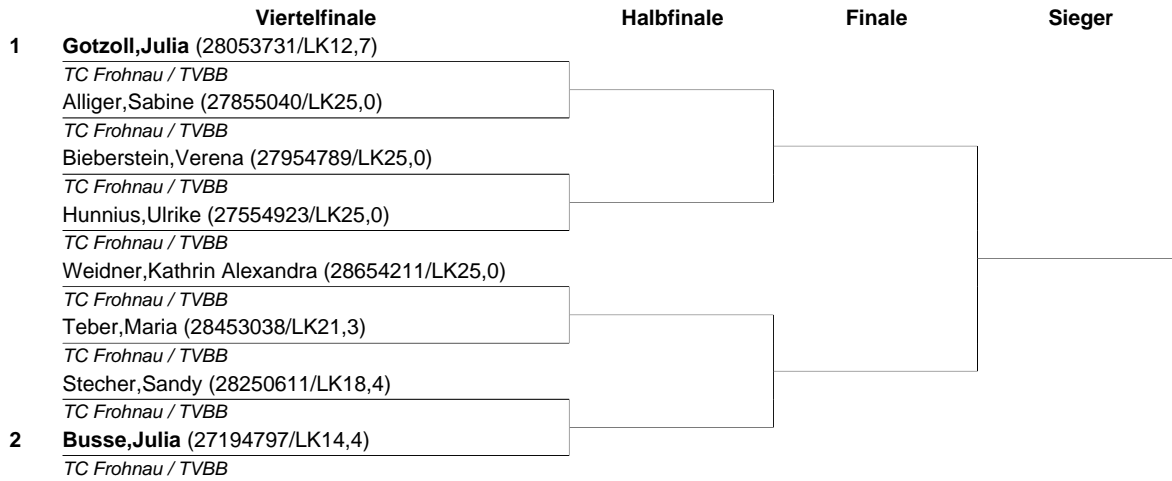 Viertelfinale Halbfinale Finale Sieger
1 Gotzoll,Julia (28053731/LK12,7)
TC Frohnau / TVBB
Alliger,Sabine (27855040/LK25,0)
TC Frohnau / TVBB
Bieberstein,Verena (27954789/LK25,0)
TC Frohnau / TVBB
Hunnius,Ulrike (27554923/LK25,0)
TC Frohnau / TVBB
Weidner,Kathrin Alexandra (28654211/LK25,0)
TC Frohnau / TVBB
Teber,Maria (28453038/LK21,3)
TC Frohnau / TVBB
Stecher,Sandy (28250611/LK18,4)
TC Frohnau / TVBB
2 Busse,Julia (27194797/LK14,4)
TC Frohnau / TVBB